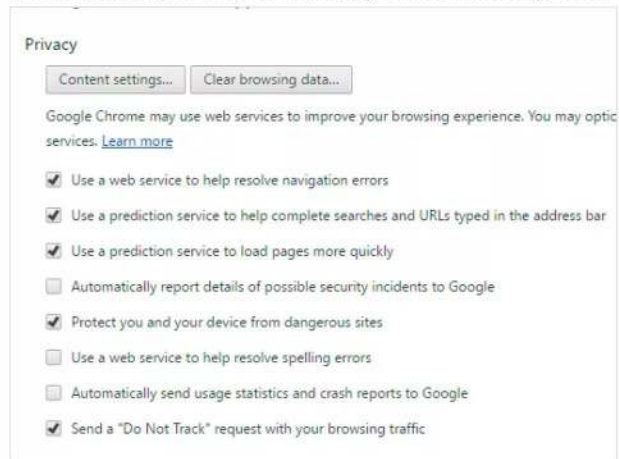 Privacy
Content settings... Clear browsing data...
Google Chrome may use web services to improve your browsing experience. You may optic
services. Learn more
Use a web service to help resolve navigation errors
Use a prediction service to help complete searches and URLs typed in the address bar
Use a prediction service to load pages more quickly
Automatically report details of possible security incidents to Google
Protect you and your device from dangerous sites
Use a web service to help resolve spelling errors
Automatically send usage statistics and crash reports to Google
Send a "Do Not Track" request with your browsing traffic